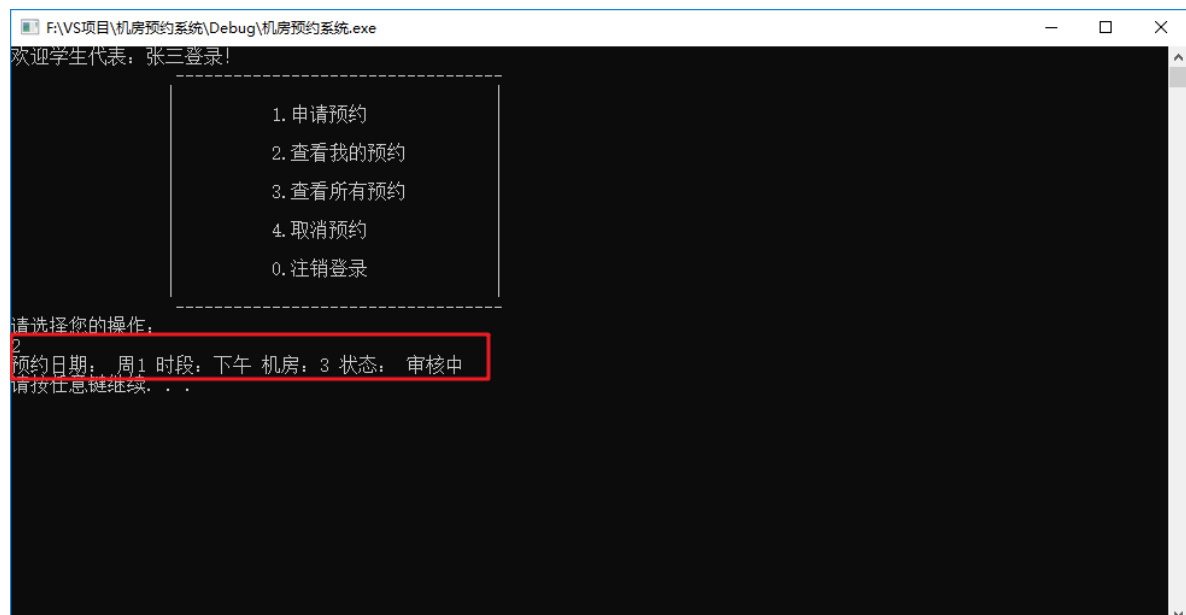 F:\VS项目\机房预约系统\Debug\机房预约系统.exe
欢迎学生代表：张三登录!
1.申请预约
2.查看我的预约
3.查看所有预约
4.取消预约
0.注销登录
请选择您的操作：
2
预约日期： 周1 时段：下午 机房：3 状态： 审核中
请按任意键继续. . .